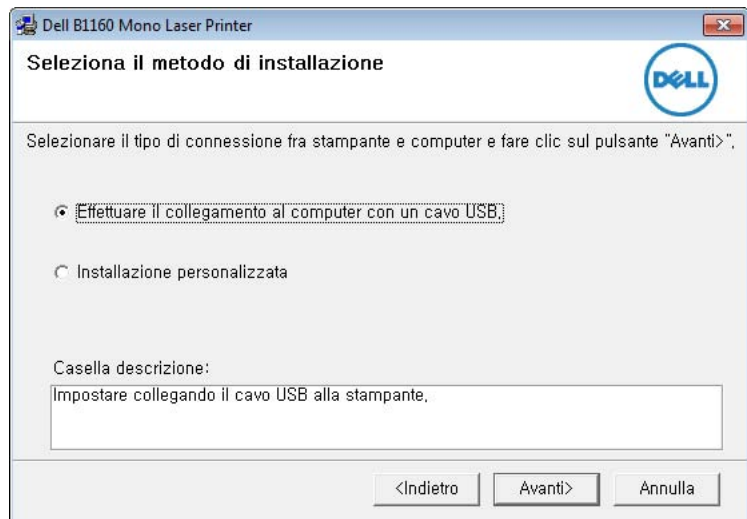 Dell B1160 Mono Laser Printer
Seleziona il metodo di installazione
DELL
Selezionare il tipo di connessione fra stampante e computer e fare clic sul pulsante "Avanti>",
Effettuare il collegamento al computer con un cavo USB,
Installazione personalizzata
Casella descrizione:
Impostare collegando il cavo USB alla stampante,
<Indietro
Avanti>
Annulla